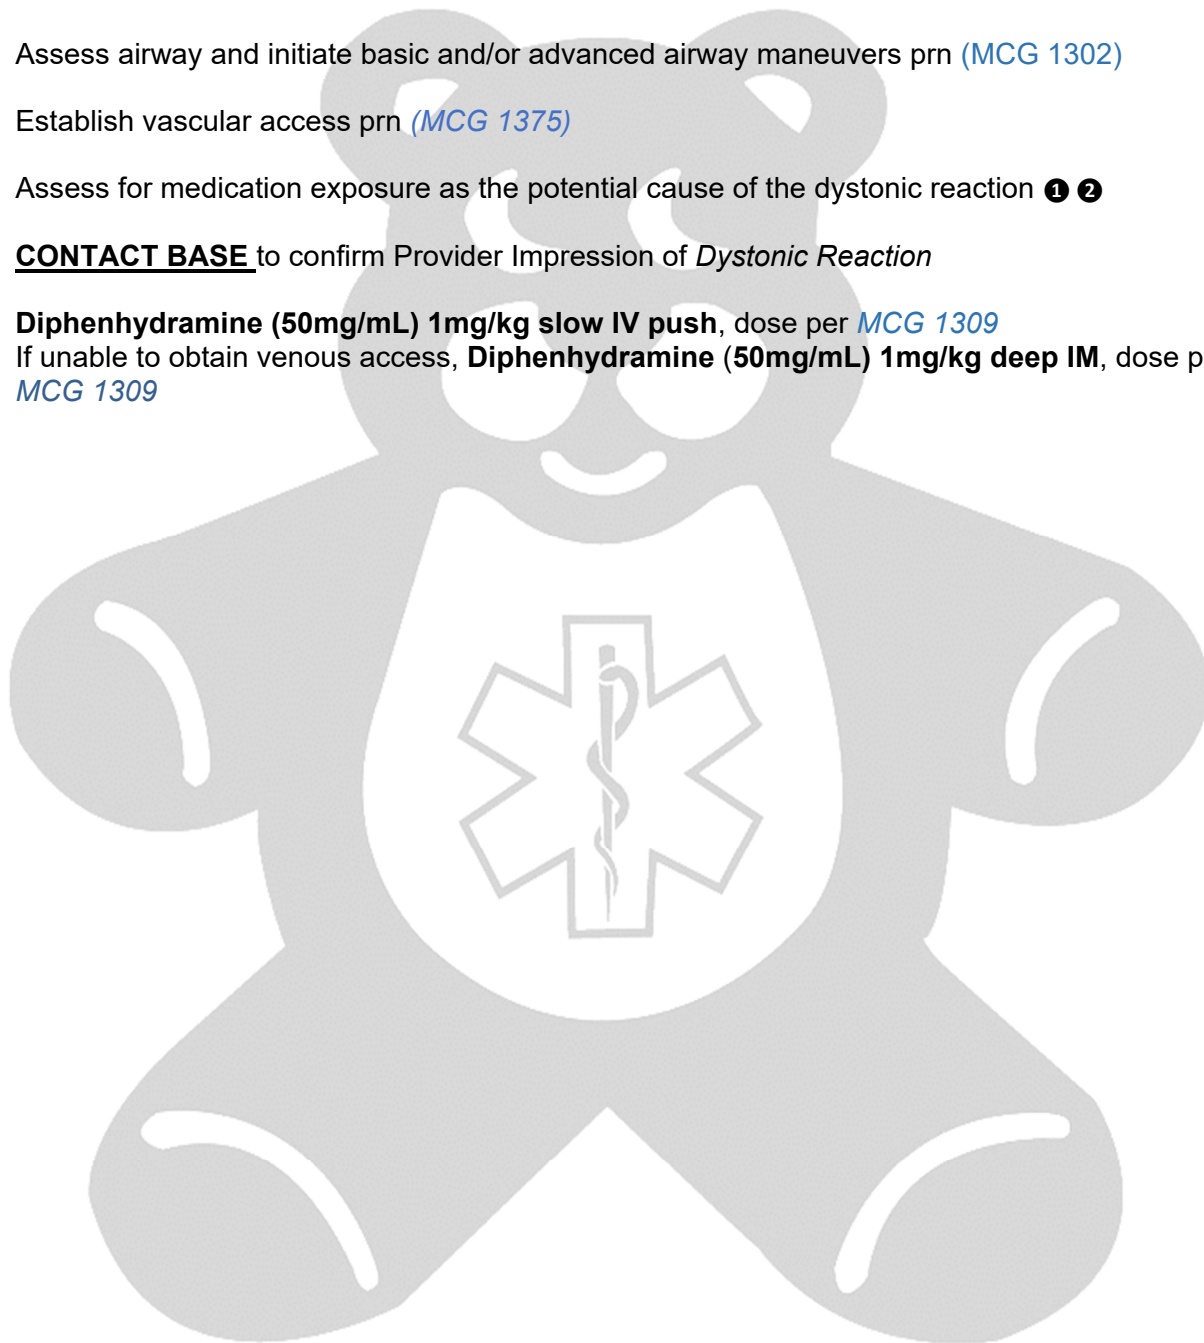 Assess airway and initiate basic and/or advanced airway maneuvers prn (MCG 1302)
Establish vascular access prn (MCG 1375)
Assess for medication exposure as the potential cause of the dystonic reaction ❶ ❷
CONTACT BASE to confirm Provider Impression of Dystonic Reaction
Diphenhydramine (50mg/mL) 1mg/kg slow IV push, dose per MCG 1309
If unable to obtain venous access, Diphenhydramine (50mg/mL) 1mg/kg deep IM, dose p
MCG 1309